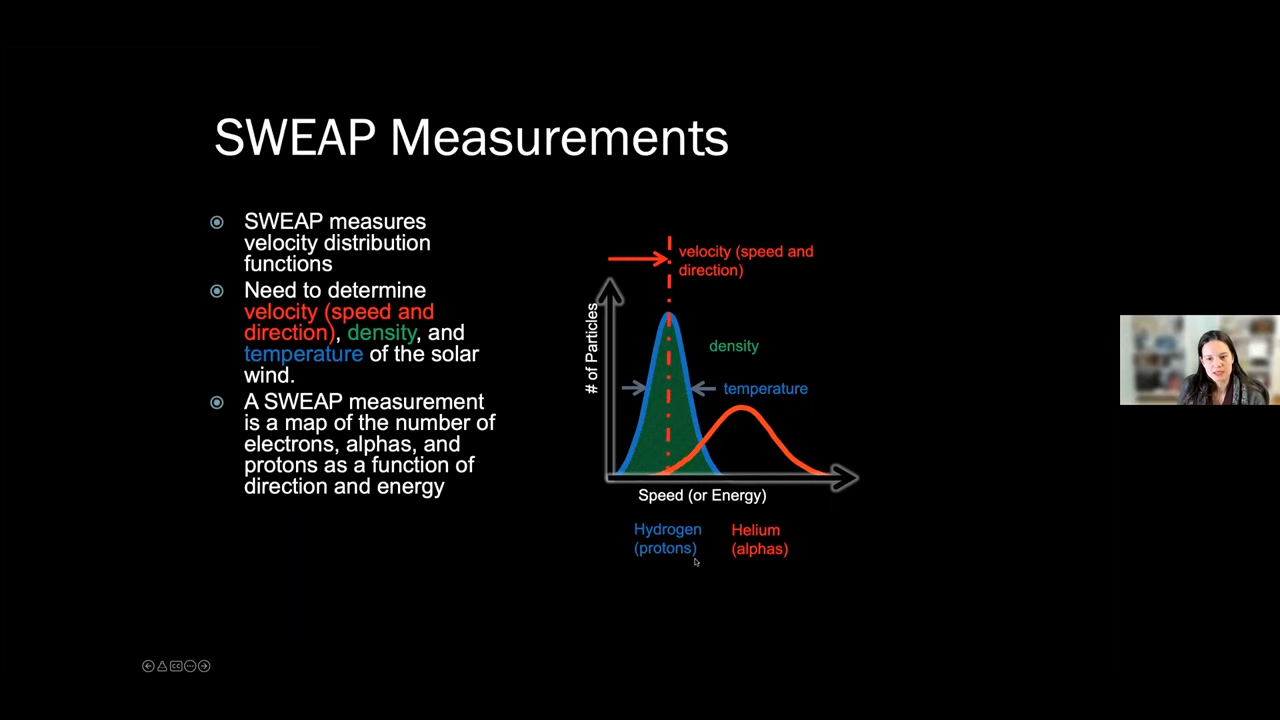 SWEAP Measurements
SWEAP measures
velocity distribution
functions
Need to determine
velocity (speed and
direction), density, and
temperature of the solar
wind.
A SWEAP measurement
is a map of the number of
electrons, alphas, and
protons as a function of
direction and energy
velocity (speed and
direction)
# of Particles
density
temperature
Speed (or Energy)
Hydrogen
(protons)
Helium
(alphas)